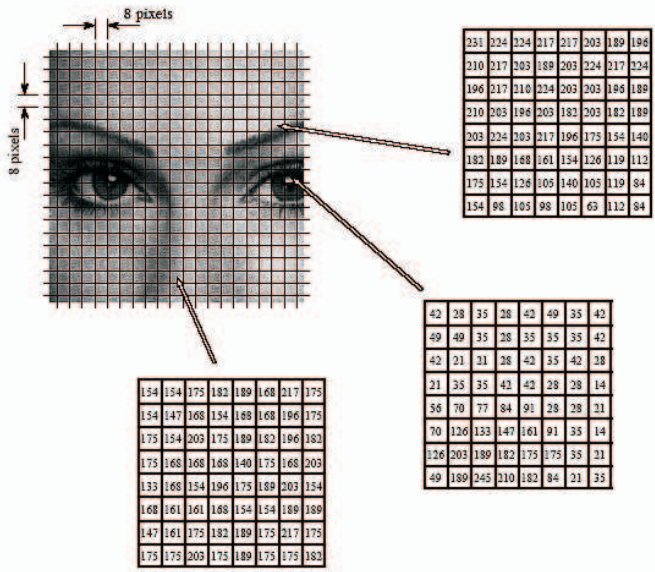 8 pixels
8 pixels
231 224 224 217 217 203 189 196
210 217 203 189 203 224 217 224
196 217 210 224 203 203 196 189
210 203 196 203 182 203 182 189
203 224 203 217 196 175 154 140
182 189 168 161 154 126 119 112
175 154 126 105 140 105 119 84
154 98 105 98 105 63 112 84
42 28 35 28 42 49 35 42
49 49 35 28 35 35 35 42
42 21 21 28 42 35 42 28
21 35 35 42 42 28 28 14
56 70 77 84 91 28 28 21
70 126 133 147 161 91 35 14
126 203 189 182 175 175 35 21
49 189 245 210 182 84 21 35
154 154 175 182 189 168 217 175
154 147 168 154 168 168 196 175
175 154 203 175 189 182 196 182
175 168 168 168 140 175 168 203
133 168 154 196 175 189 203 154
168 161 161 168 154 154 189 189
147 161 175 182 189 175 217 175
175 175 203 175 189 175 175 182